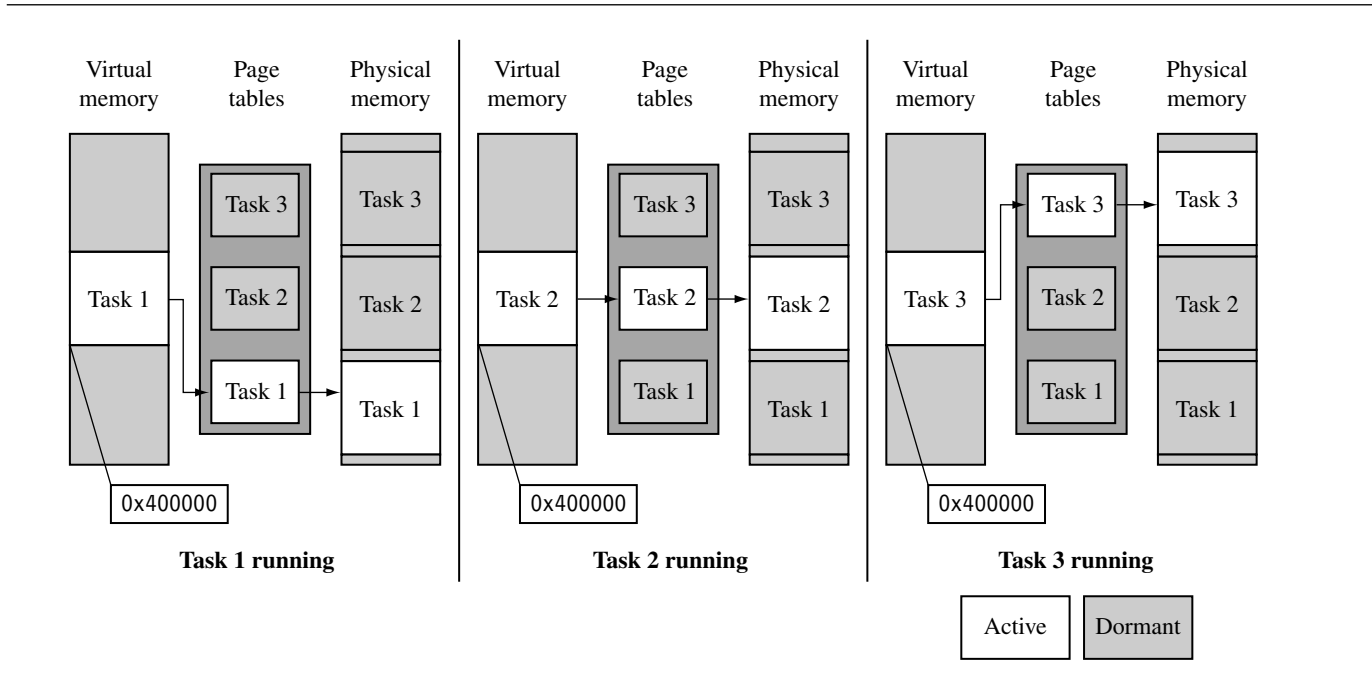 Virtual
memory
Page
tables
Physical
memory
Task 1
Task 3
Task 2
Task 1
Task 3
Task 2
Task 1
0x400000
Task 1 running
Virtual
memory
Page
tables
Physical
memory
Task 2
Task 3
Task 2
Task 1
Task 3
Task 2
Task 1
0x400000
Task 2 running
Virtual
memory
Page
tables
Physical
memory
Task 3
Task 3
Task 2
Task 1
Task 3
Task 2
Task 1
0x400000
Task 3 running
Active
Dormant